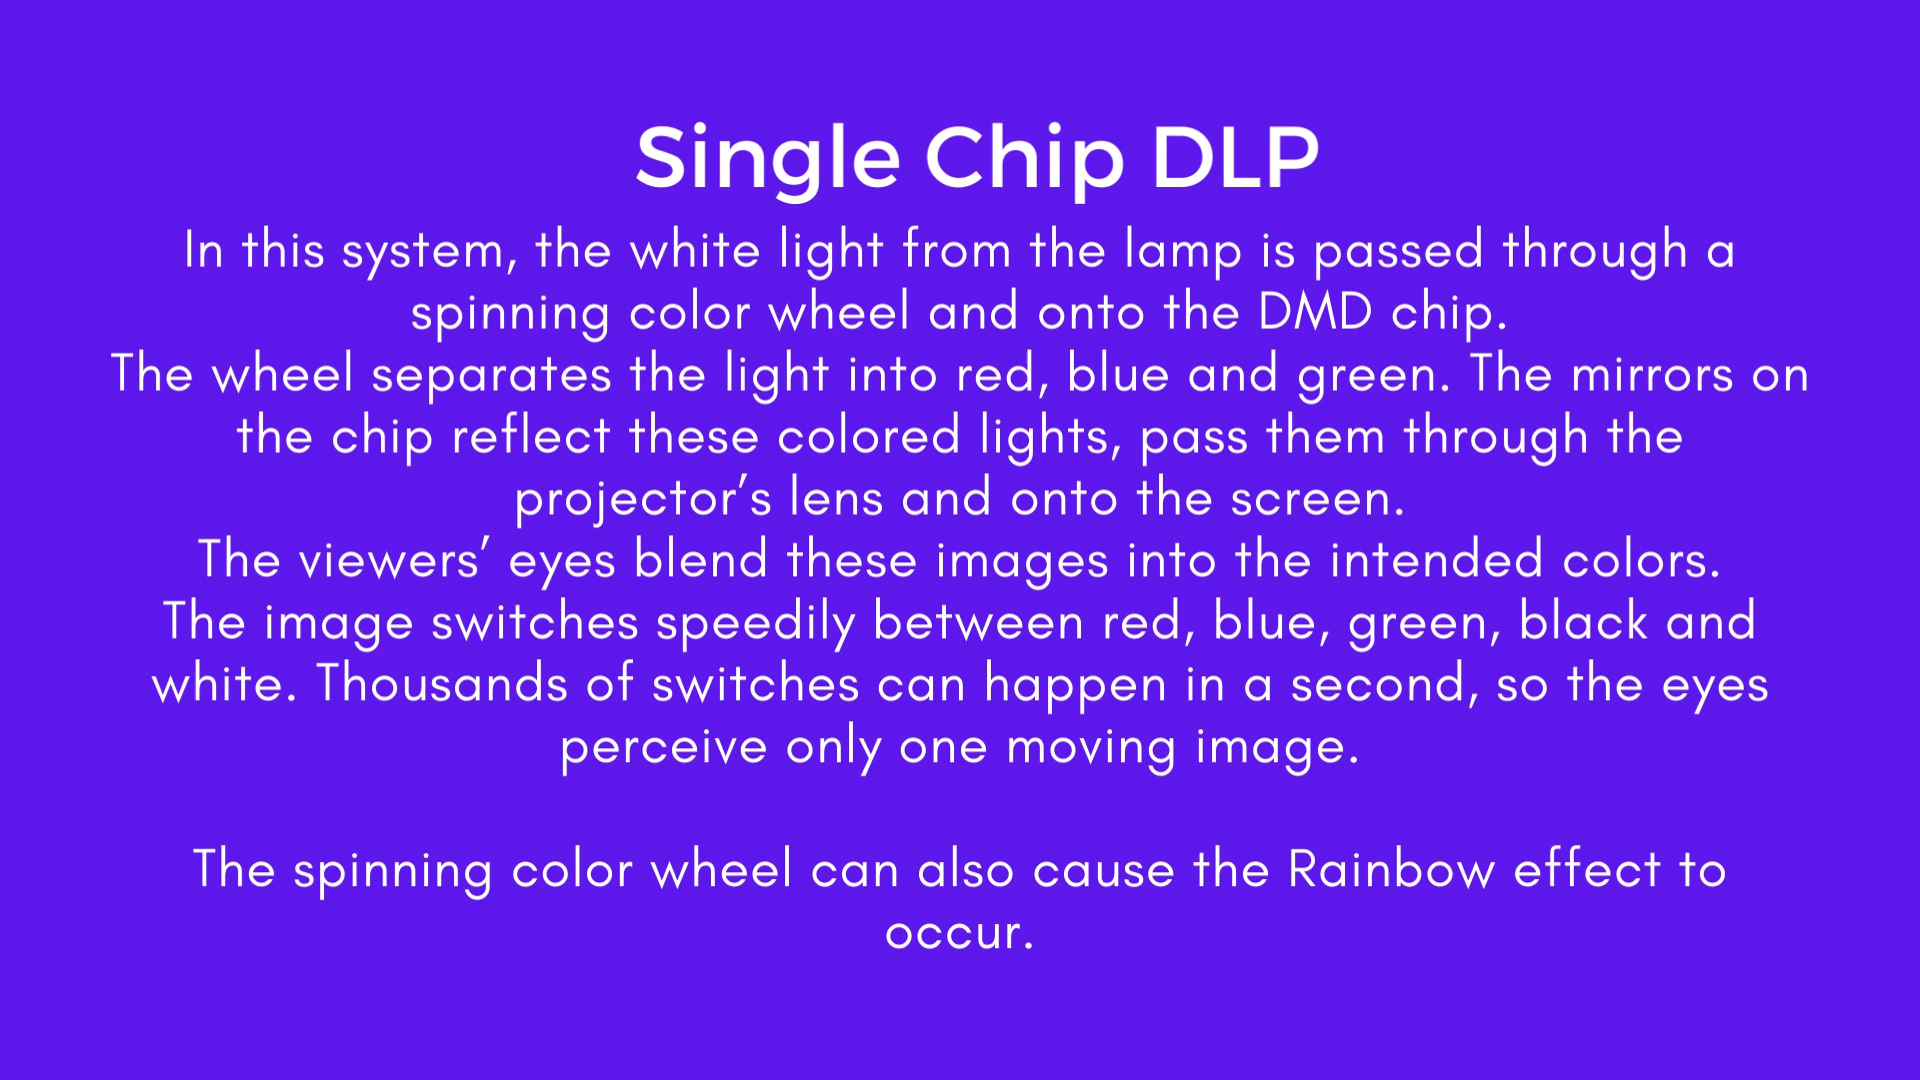 Single Chip DLP
In this system, the white light from the lamp is passed through a
spinning color wheel and onto the DMD chip.
The wheel separates the light into red, blue and green. The mirrors on
the chip reflect these colored lights, pass them through the
projector’s lens and onto the screen.
The viewers’ eyes blend these images into the intended colors.
The image switches speedily between red, blue, green, black and
white. Thousands of switches can happen in a second, so the eyes
perceive only one moving image.
The spinning color wheel can also cause the Rainbow effect to
occur.